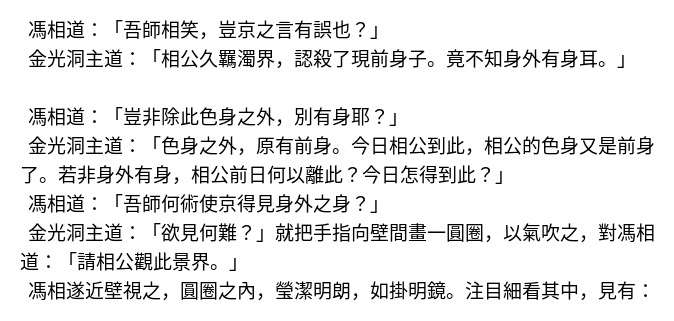 馮相道：「吾師相笑，豈京之言有誤也？」
金光洞主道：「相公久羈濁界，認殺了現前身子。竟不知身外有身耳。」
馮相道：「豈非除此色身之外，別有身耶？」
金光洞主道：「色身之外，原有前身。今日相公到此，相公的色身又是前身
了。若非身外有身，相公前日何以離此？今日怎得到此？」
馮相道：「吾師何術使京得見身外之身？」
金光洞主道：「欲見何難？」就把手指向壁間畫一圓圈，以氣吹之，對馮相
道：「請相公觀此景界。」
馮相遂近壁視之，圓圈之內，瑩潔明朗，如掛明鏡。注目細看其中，見有：